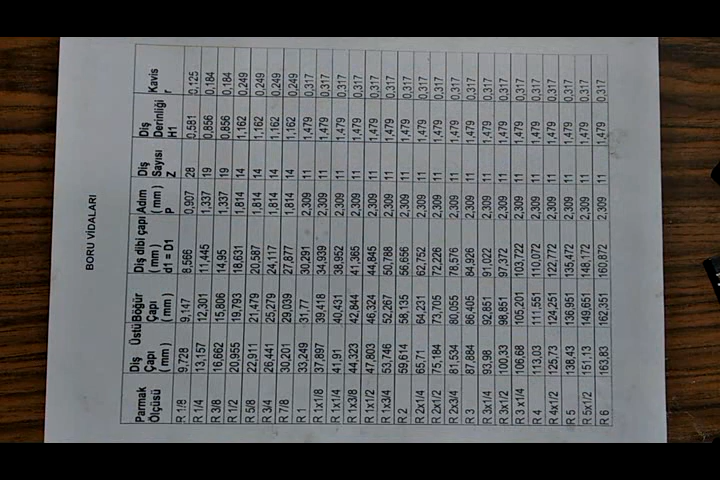 BORU VİDALARI
Parmak Ölçüsü | Diş Üstü Çapı (mm) | Böğür Çapı (mm) | Diş dibi çapı (mm) d1 = D1 | Adım (mm) P | Diş Sayısı Z | Diş Derinliği H1 | Kavis r
R 1/8 | 9,728 | 9,147 | 8,566 | 0,907 | 28 | 0,581 | 0,125
R 1/4 | 13,157 | 12,301 | 11,445 | 1,337 | 19 | 0,856 | 0,184
R 3/8 | 16,662 | 15,806 | 14,95 | 1,337 | 19 | 0,856 | 0,184
R 1/2 | 20,955 | 19,793 | 18,631 | 1,814 | 14 | 1,162 | 0,249
R 5/8 | 22,911 | 21,479 | 20,587 | 1,814 | 14 | 1,162 | 0,249
R 3/4 | 26,441 | 25,279 | 24,117 | 1,814 | 14 | 1,162 | 0,249
R 7/8 | 30,201 | 29,039 | 27,877 | 1,814 | 14 | 1,162 | 0,249
R 1 | 33,249 | 31,77 | 30,291 | 2,309 | 11 | 1,479 | 0,317
R 1x1/8 | 37,897 | 39,418 | 34,939 | 2,309 | 11 | 1,479 | 0,317
R 1x1/4 | 41,91 | 40,431 | 38,952 | 2,309 | 11 | 1,479 | 0,317
R 1x3/8 | 44,323 | 42,844 | 41,365 | 2,309 | 11 | 1,479 | 0,317
R 1x1/2 | 47,803 | 46,324 | 44,845 | 2,309 | 11 | 1,479 | 0,317
R 1x3/4 | 53,746 | 52,267 | 50,788 | 2,309 | 11 | 1,479 | 0,317
R 2 | 59,614 | 58,135 | 56,656 | 2,309 | 11 | 1,479 | 0,317
R 2x1/4 | 65,71 | 64,231 | 62,752 | 2,309 | 11 | 1,479 | 0,317
R 2x1/2 | 75,184 | 73,705 | 72,226 | 2,309 | 11 | 1,479 | 0,317
R 2x3/4 | 81,534 | 80,055 | 78,576 | 2,309 | 11 | 1,479 | 0,317
R 3 | 87,884 | 86,405 | 84,926 | 2,309 | 11 | 1,479 | 0,317
R 3x1/4 | 93,98 | 92,851 | 91,022 | 2,309 | 11 | 1,479 | 0,317
R 3x1/2 | 100,33 | 98,851 | 97,372 | 2,309 | 11 | 1,479 | 0,317
R 3 x1/4 | 106,68 | 105,201 | 103,722 | 2,309 | 11 | 1,479 | 0,317
R 4 | 113,03 | 111,551 | 110,072 | 2,309 | 11 | 1,479 | 0,317
R 4x1/2 | 125,73 | 124,251 | 122,772 | 2,309 | 11 | 1,479 | 0,317
R 5 | 138,43 | 136,951 | 135,472 | 2,309 | 11 | 1,479 | 0,317
R 5x1/2 | 151,13 | 149,651 | 148,172 | 2,309 | 11 | 1,479 | 0,317
R 6 | 163,83 | 162,351 | 160,872 | 2,309 | 11 | 1,479 | 0,317